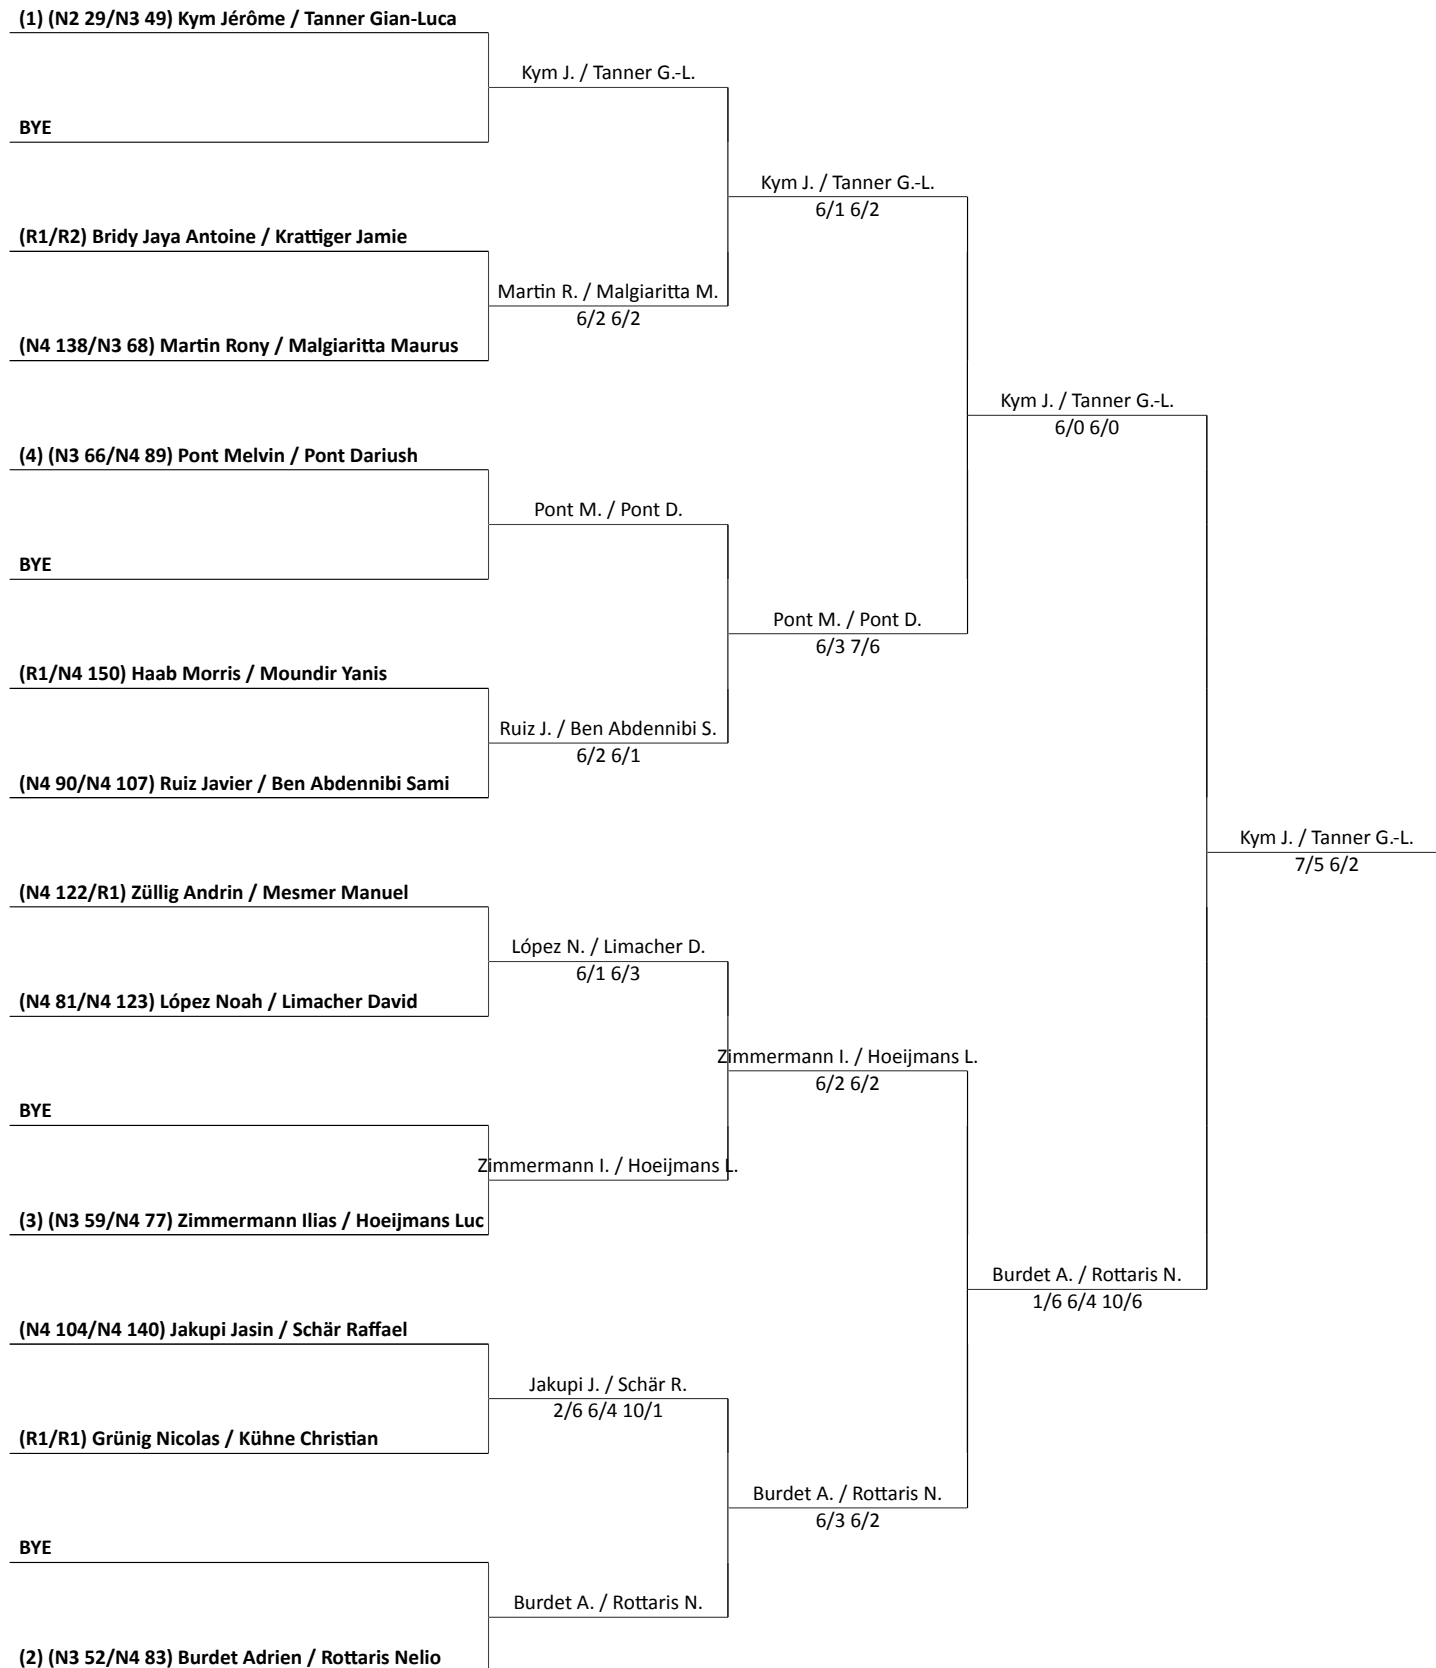 (1) (N2 29/N3 49) Kym Jérôme / Tanner Gian-Luca
Kym J. / Tanner G.-L.
BYE
Kym J. / Tanner G.-L.
6/1 6/2
(R1/R2) Bridy Jaya Antoine / Krattiger Jamie
Martin R. / Malgiaritta M.
6/2 6/2
(N4 138/N3 68) Martin Rony / Malgiaritta Maurus
Kym J. / Tanner G.-L.
6/0 6/0
(4) (N3 66/N4 89) Pont Melvin / Pont Dariush
Pont M. / Pont D.
BYE
Pont M. / Pont D.
6/3 7/6
(R1/N4 150) Haab Morris / Moundir Yanis
Ruiz J. / Ben Abdennibi S.
6/2 6/1
(N4 90/N4 107) Ruiz Javier / Ben Abdennibi Sami
Kym J. / Tanner G.-L.
7/5 6/2
(N4 122/R1) Züllig Andrin / Mesmer Manuel
López N. / Limacher D.
6/1 6/3
(N4 81/N4 123) López Noah / Limacher David
Zimmermann I. / Hoeijmans L.
6/2 6/2
BYE
Zimmermann I. / Hoeijmans L.
(3) (N3 59/N4 77) Zimmermann Ilias / Hoeijmans Luc
Burdet A. / Rottaris N.
1/6 6/4 10/6
(N4 104/N4 140) Jakupi Jasin / Schär Raffael
Jakupi J. / Schär R.
2/6 6/4 10/1
(R1/R1) Grünig Nicolas / Kühne Christian
Burdet A. / Rottaris N.
6/3 6/2
BYE
Burdet A. / Rottaris N.
(2) (N3 52/N4 83) Burdet Adrien / Rottaris Nelio